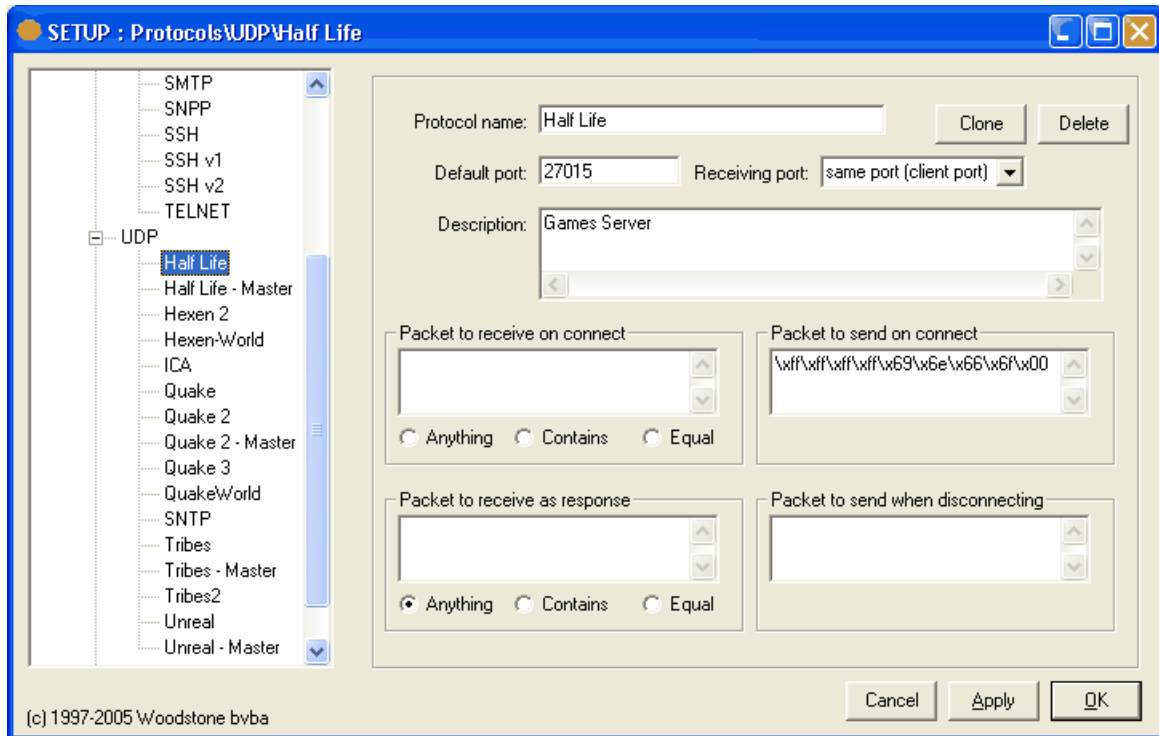 SETUP : Protocols\UDP\Half Life
SMTP
SNPP
SSH
SSH v1
SSH v2
TELNET
UDP
Half Life
Half Life - Master
Hexen 2
Hexen-World
ICA
Quake
Quake 2
Quake 2 - Master
Quake 3
QuakeWorld
SNTP
Tribes
Tribes - Master
Tribes2
Unreal
Unreal - Master
Protocol name: Half Life Clone Delete
Default port: 27015 Receiving port: same port (client port)
Description: Games Server
Packet to receive on connect
Anything Contains Equal
Packet to send on connect
\xff\xff\xff\xff\x69\x6e\x66\x6f\x00
Packet to receive as response
Anything Contains Equal
Packet to send when disconnecting
Cancel Apply OK
(c) 1997-2005 Woodstone bvba